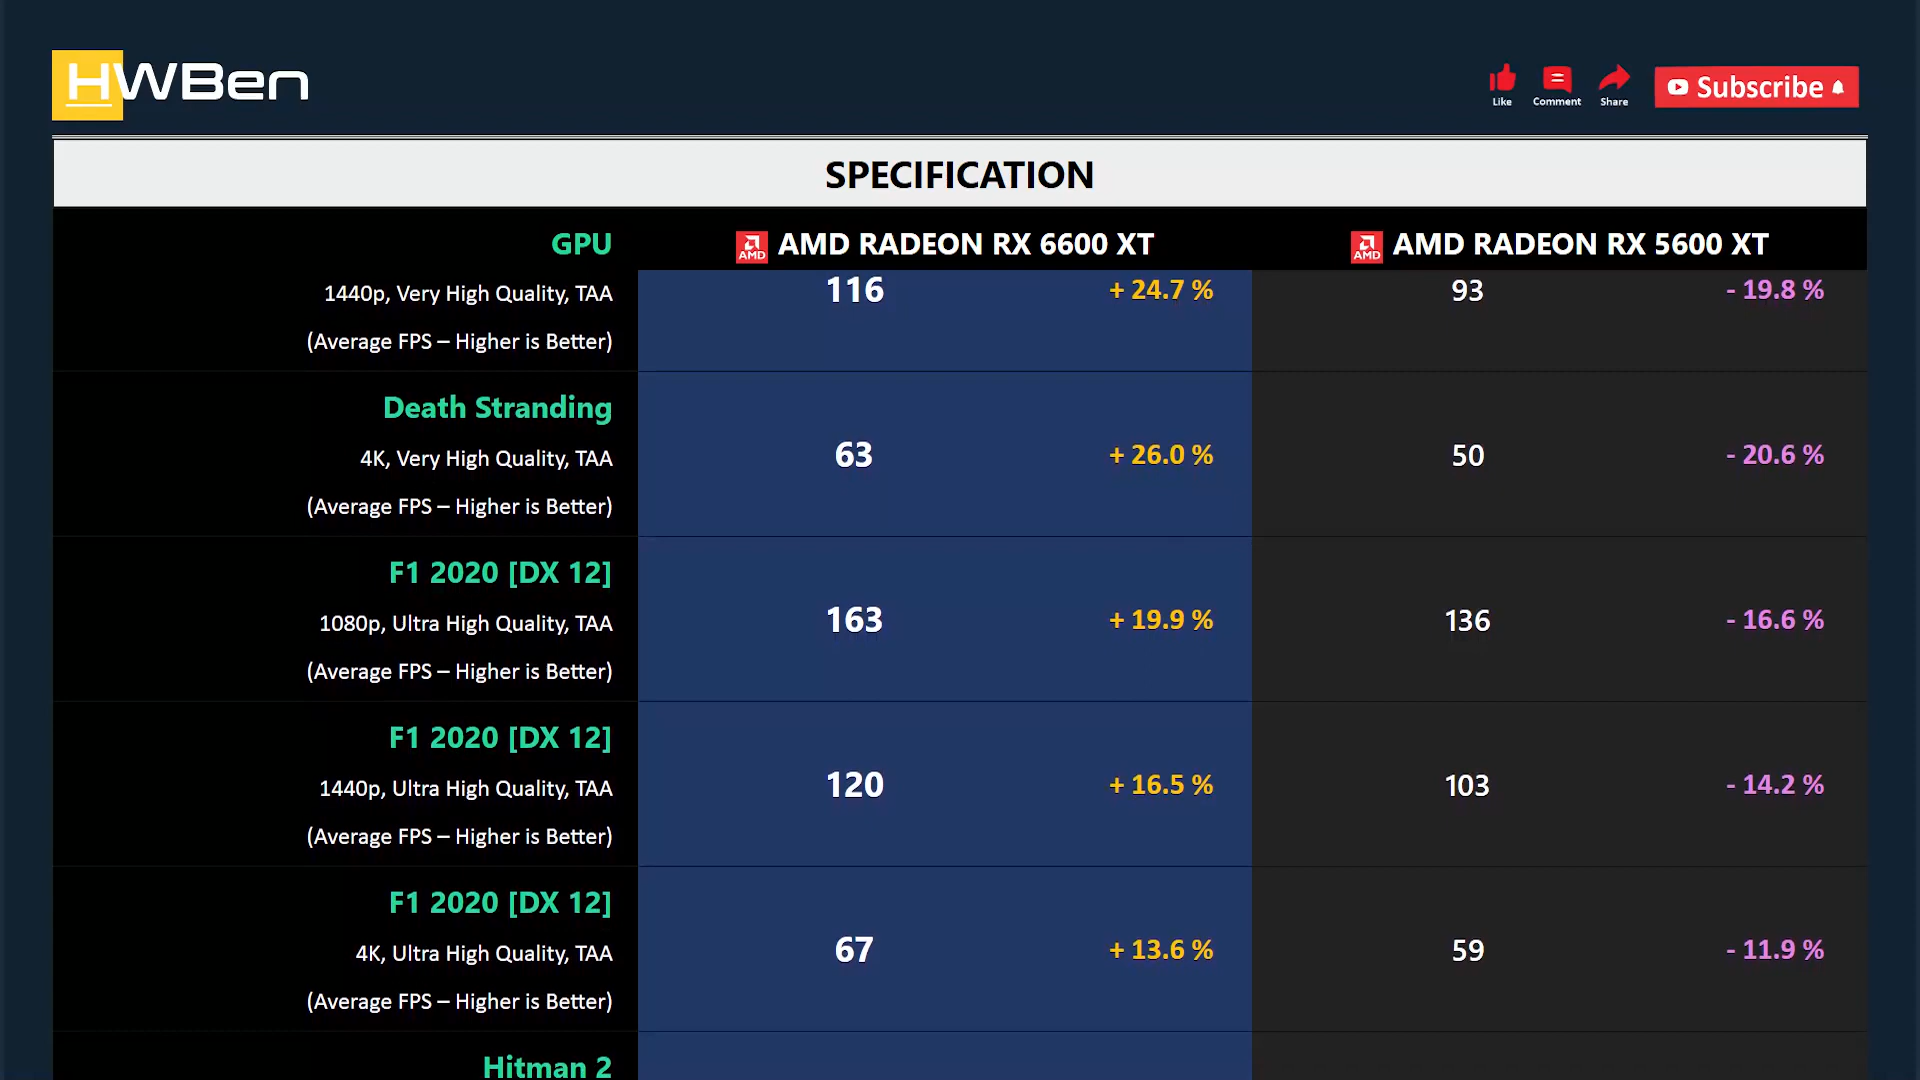 HWBen
Like
Comment
Share
Subscribe
SPECIFICATION
GPU
AMD RADEON RX 6600 XT
AMD RADEON RX 5600 XT
1440p, Very High Quality, TAA
(Average FPS – Higher is Better)
116
+ 24.7 %
93
- 19.8 %
Death Stranding
4K, Very High Quality, TAA
(Average FPS – Higher is Better)
63
+ 26.0 %
50
- 20.6 %
F1 2020 [DX 12]
1080p, Ultra High Quality, TAA
(Average FPS – Higher is Better)
163
+ 19.9 %
136
- 16.6 %
F1 2020 [DX 12]
1440p, Ultra High Quality, TAA
(Average FPS – Higher is Better)
120
+ 16.5 %
103
- 14.2 %
F1 2020 [DX 12]
4K, Ultra High Quality, TAA
(Average FPS – Higher is Better)
67
+ 13.6 %
59
- 11.9 %
Hitman 2